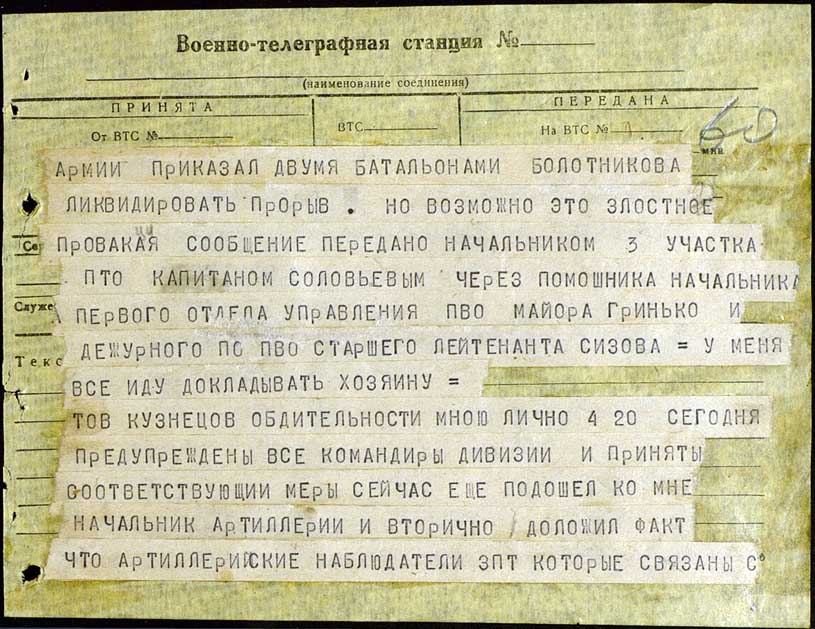 Военно-телеграфная станция №
(наименование соединения)
ПРИНЯТА
ПЕРЕДАНА
От ВТС №
ВТС
На ВТС №
60
АРМИИ ПРИКАЗАЛ ДВУМЯ БАТАЛЬОНАМИ БОЛОТНИКОВА
ЛИКВИДИРОВАТЬ ПРОРЫВ . НО ВОЗМОЖНО ЭТО ЗЛОСТНОЕ
ПРОВАКАЯ СООБЩЕНИЕ ПЕРЕДАНО НАЧАЛЬНИКОМ 3 УЧАСТКА
Се
ПТО КАПИТАНОМ СОЛОВЬЕВЫМ ЧЕРЕЗ ПОМОШНИКА НАЧАЛЬНИКА
Служе
ПЕРВОГО ОТДЕЛА УПРАВЛЕНИЯ ПВО МАЙОРА ГРИНЬКО И
ДЕЖУРНОГО ПО ПВО СТАРШЕГО ЛЕЙТЕНАНТА СИЗОВА = У МЕНЯ
Текс
ВСЕ ИДУ ДОКЛАДЫВАТЬ ХОЗЯИНУ =
ТОВ КУЗНЕЦОВ ОБДИТЕЛЬНОСТИ МНОЮ ЛИЧНО 4 20 СЕГОДНЯ
ПРЕДУПРЕЖДЕНЫ ВСЕ КОМАНДИРЫ ДИВИЗИИ И ПРИНЯТЫ
СООТВЕТСТВУЮЩИИ МЕРЫ СЕЙЧАС ЕЩЕ ПОДОШЕЛ КО МНЕ
НАЧАЛЬНИК АРТИЛЛЕРИИ И ВТОРИЧНО ДОЛОЖИЛ ФАКТ
ЧТО АРТИЛЛЕРИЙСКИЕ НАБЛЮДАТЕЛИ ЗПТ КОТОРЫЕ СВЯЗАНЫ С